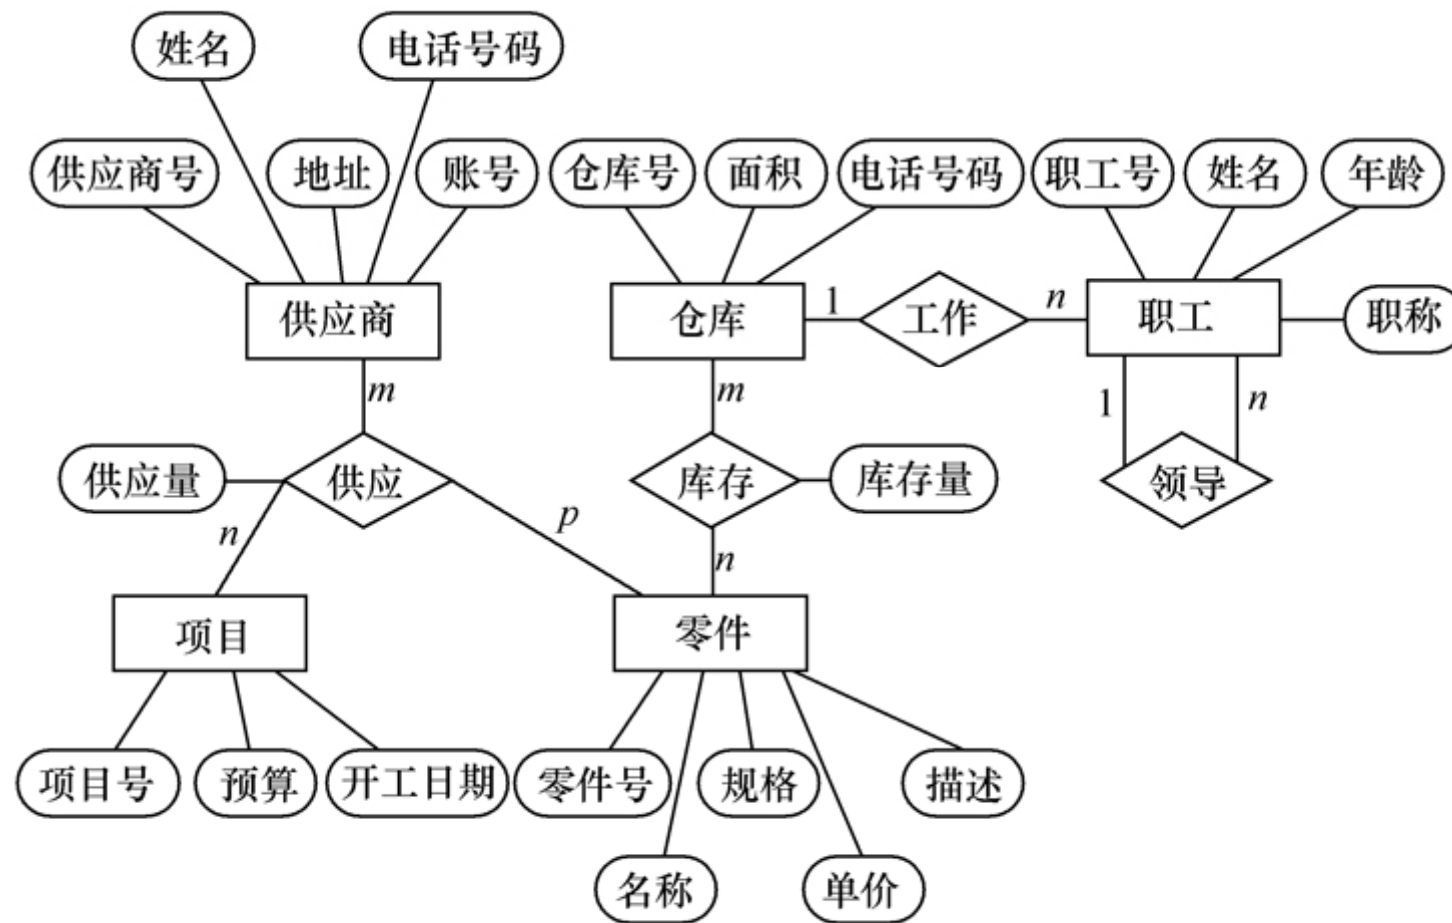 姓名
电话号码
供应商号
地址
账号
仓库号
面积
电话号码
职工号
姓名
年龄
供应商
仓库
1
工作
n
职工
职称
m
m
1
n
供应量
供应
库存
库存量
领导
n
p
n
项目
零件
项目号
预算
开工日期
零件号
规格
描述
名称
单价